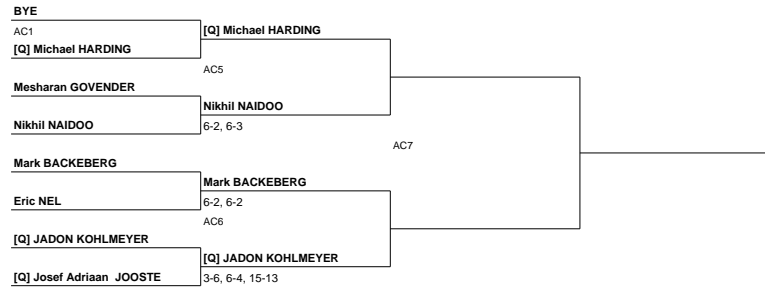 BYE
AC1
[Q] Michael HARDING
[Q] Michael HARDING
AC5
Mesharan GOVENDER
Nikhil NAIDOO
Nikhil NAIDOO
6-2, 6-3
AC7
Mark BACKEBERG
Mark BACKEBERG
Eric NEL
6-2, 6-2
AC6
[Q] JADON KOHLMEYER
[Q] JADON KOHLMEYER
[Q] Josef Adriaan JOOSTE
3-6, 6-4, 15-13